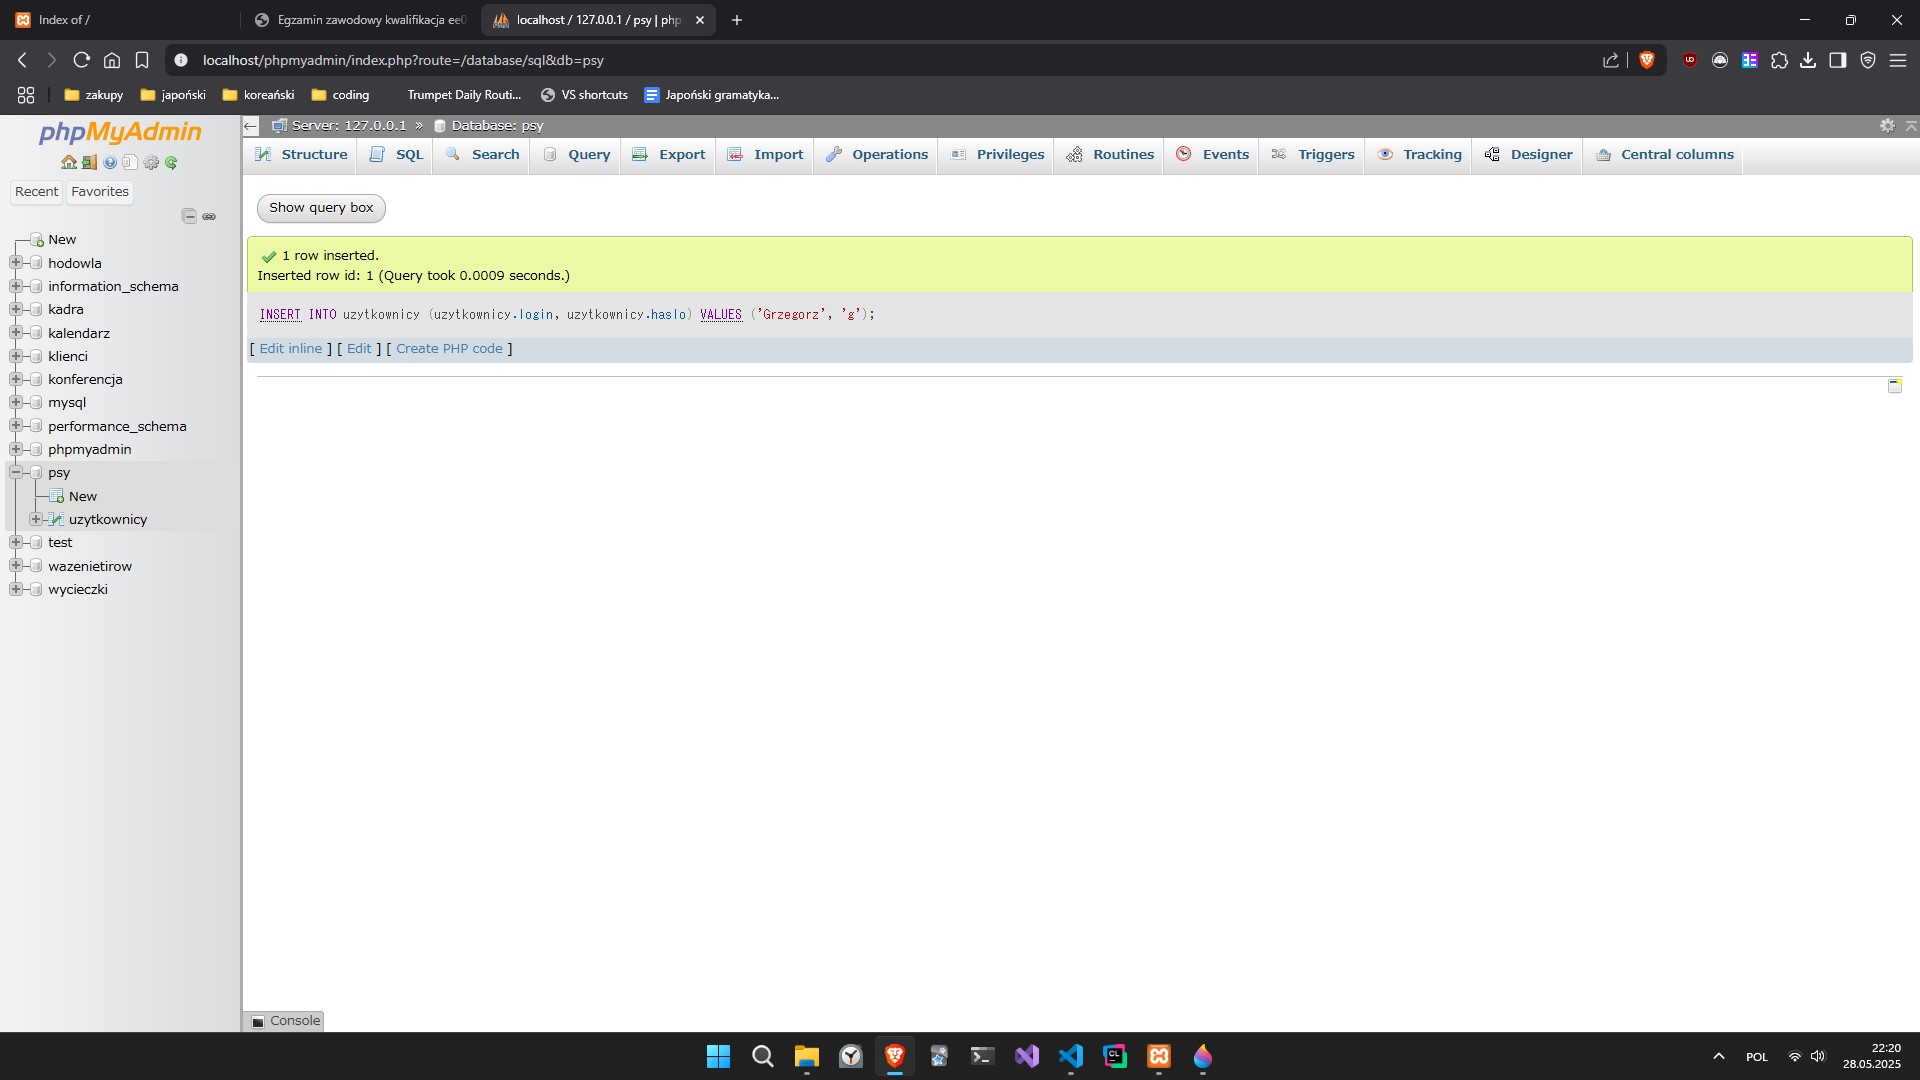 Index of /
Egzamin zawodowy kwalifikacja ee0
localhost / 127.0.0.1 / psy | php
localhost/phpmyadmin/index.php?route=/database/sql&db=psy
zakupy
japoński
koreański
coding
Trumpet Daily Routi...
VS shortcuts
Japoński gramatyka...
phpMyAdmin
Recent
Favorites
New
hodowla
information_schema
kadra
kalendarz
klienci
konferencja
mysql
performance_schema
phpmyadmin
psy
New
uzytkownicy
test
wazenietirow
wycieczki
Server: 127.0.0.1 » Database: psy
Structure
SQL
Search
Query
Export
Import
Operations
Privileges
Routines
Events
Triggers
Tracking
Designer
Central columns
Show query box
1 row inserted.
Inserted row id: 1 (Query took 0.0009 seconds.)
INSERT INTO uzytkownicy (uzytkownicy.login, uzytkownicy.haslo) VALUES ('Grzegorz', 'g');
[ Edit inline ] [ Edit ] [ Create PHP code ]
Console
CL
POL
22:20
28.05.2025